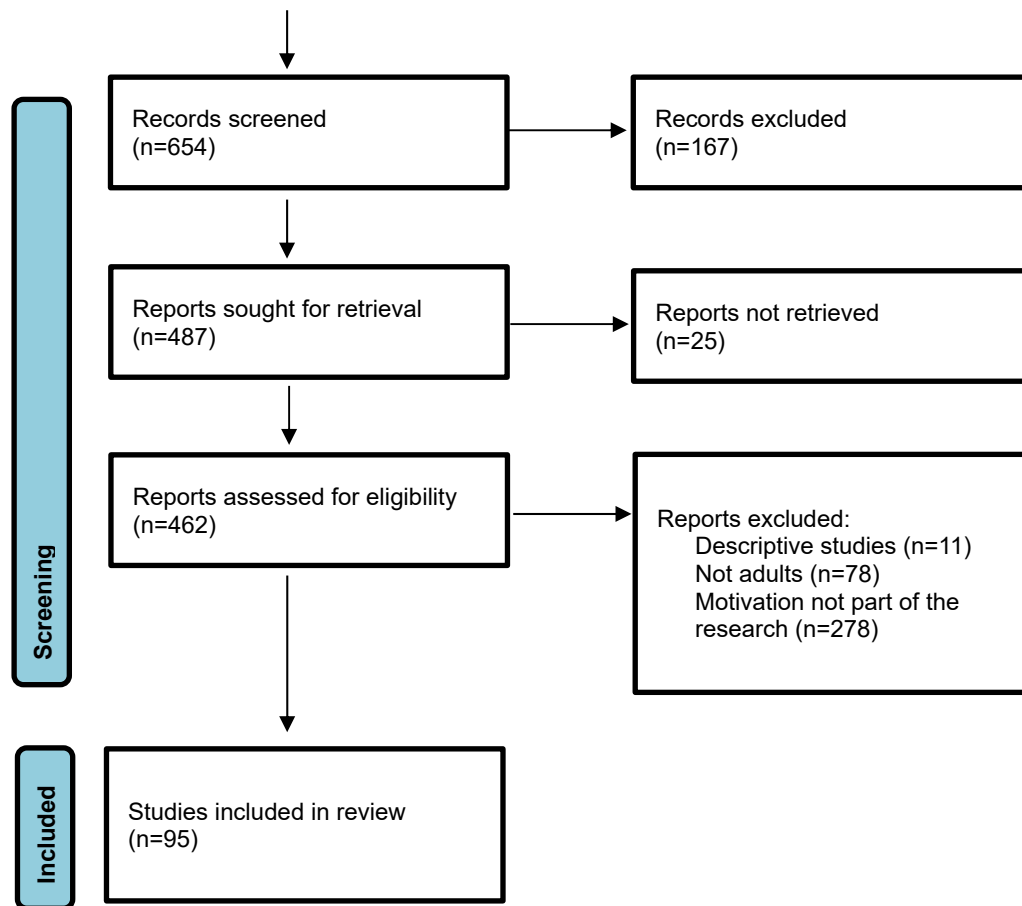 Screening
Records screened
(n=654)
Records excluded
(n=167)
Reports sought for retrieval
(n=487)
Reports not retrieved
(n=25)
Reports assessed for eligibility
(n=462)
Reports excluded:
Descriptive studies (n=11)
Not adults (n=78)
Motivation not part of the
research (n=278)
Included
Studies included in review
(n=95)